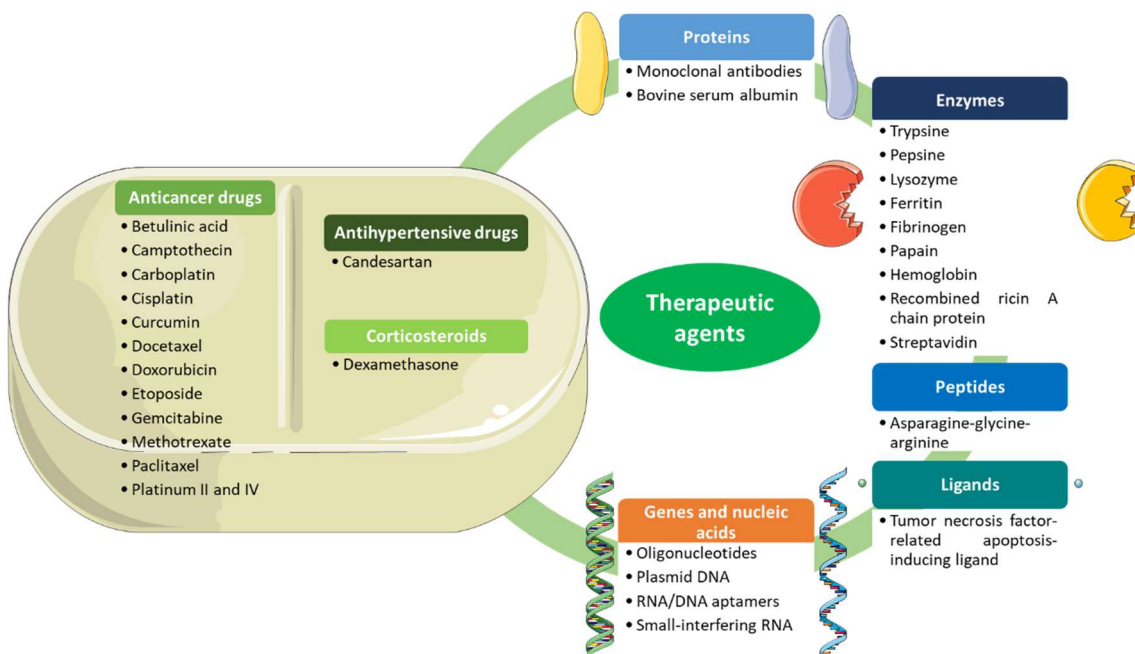 Proteins
• Monoclonal antibodies
• Bovine serum albumin
Enzymes
• Trypsine
• Pepsine
• Lysozyme
• Ferritin
• Fibrinogen
• Papain
• Hemoglobin
• Recombined ricin A
chain protein
• Streptavidin
Anticancer drugs
• Betulinic acid
• Camptothecin
• Carboplatin
• Cisplatin
• Curcumin
• Docetaxel
• Doxorubicin
• Etoposide
• Gemcitabine
• Methotrexate
• Paclitaxel
• Platinum II and IV
Antihypertensive drugs
• Candesartan
Corticosteroids
• Dexamethasone
Therapeutic
agents
Peptides
• Asparagine-glycine-
arginine
Ligands
• Tumor necrosis factor-
related apoptosis-
inducing ligand
Genes and nucleic
acids
• Oligonucleotides
• Plasmid DNA
• RNA/DNA aptamers
• Small-interfering RNA